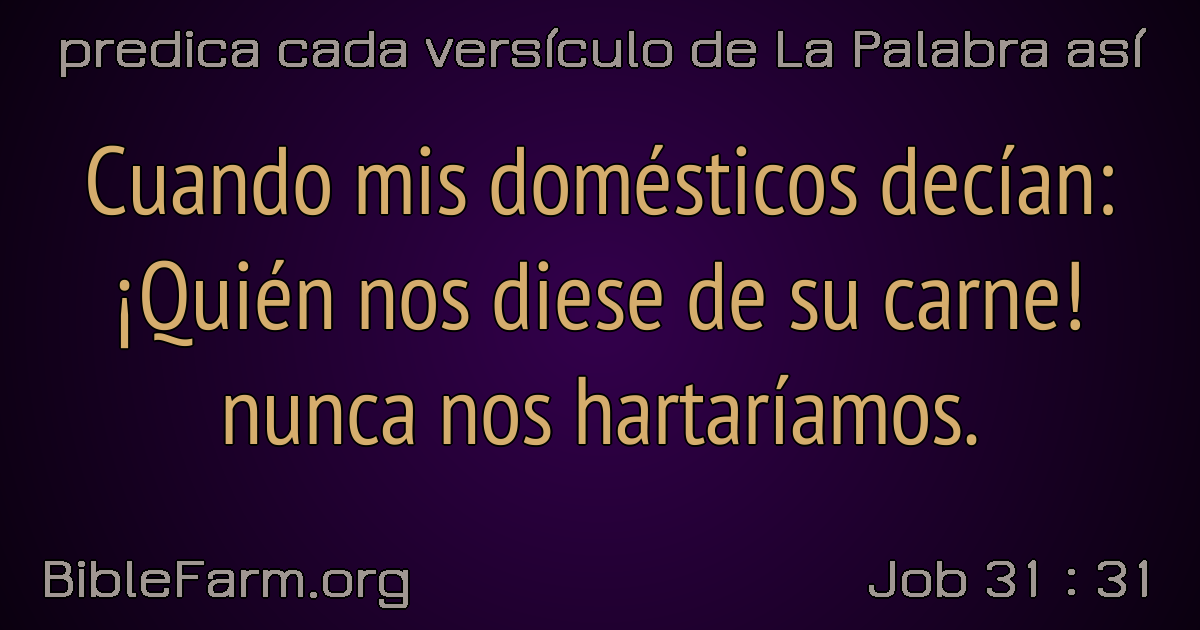 predica cada versículo de La Palabra así
Cuando mis domésticos decían:
¡Quién nos diese de su carne!
nunca nos hartaríamos.
BibleFarm.org
Job 31 : 31